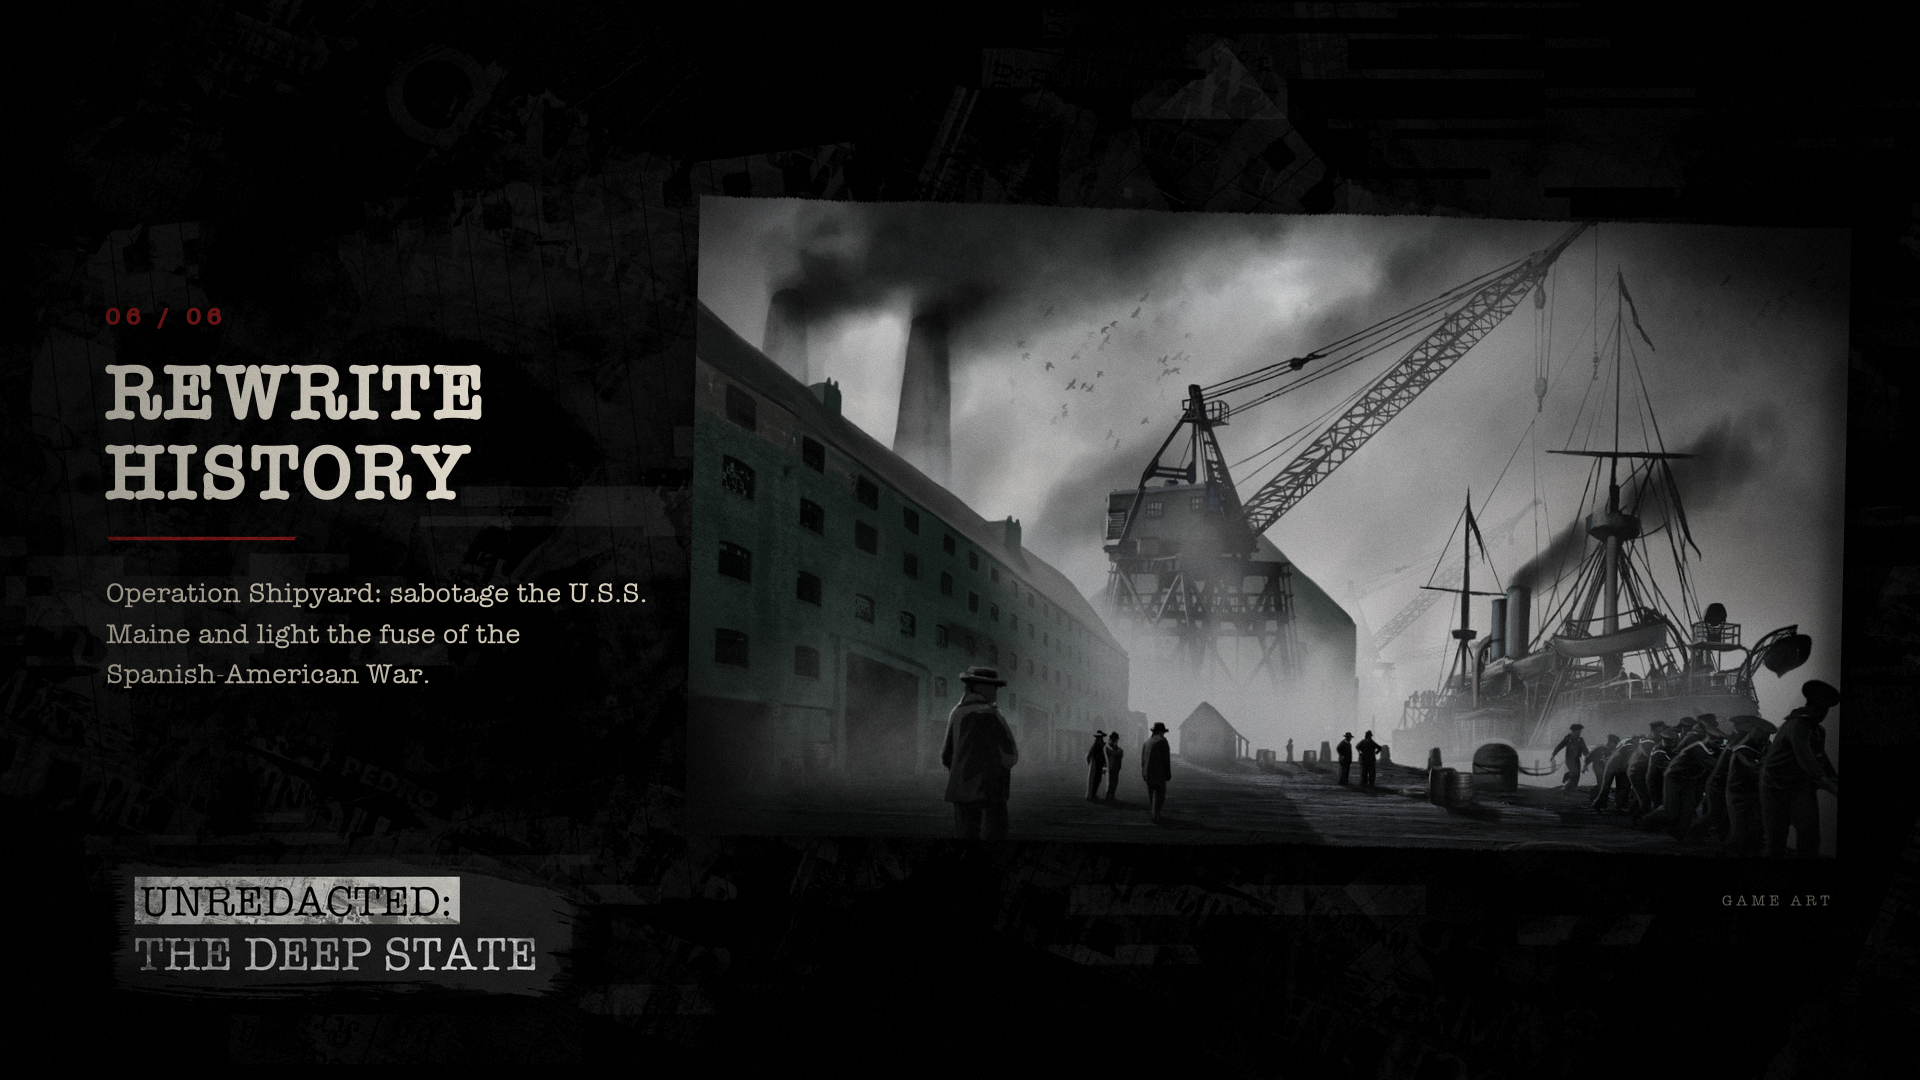 06 / 06
REWRITE
HISTORY
Operation Shipyard: sabotage the U.S.S.
Maine and light the fuse of the
Spanish-American War.
UNREDACTED:
THE DEEP STATE
GAME ART
PEDRO